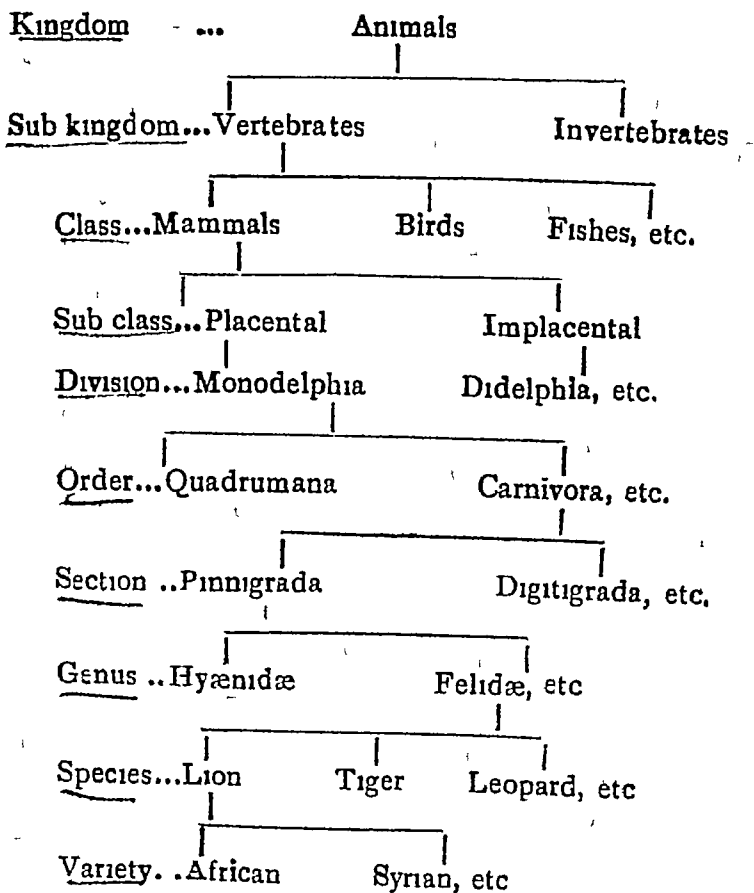 Kingdom - ... Animals
Sub kingdom...Vertebrates Invertebrates
Class...Mammals Birds Fishes, etc.
Sub class...Placental Implacental
Division...Monodelphia Didelphia, etc.
Order...Quadrumana Carnivora, etc.
Section ..Pinnigrada Digitigrada, etc.
Genus ..Hyænidæ Felidæ, etc
Species...Lion Tiger Leopard, etc
Variety. .African Syrian, etc